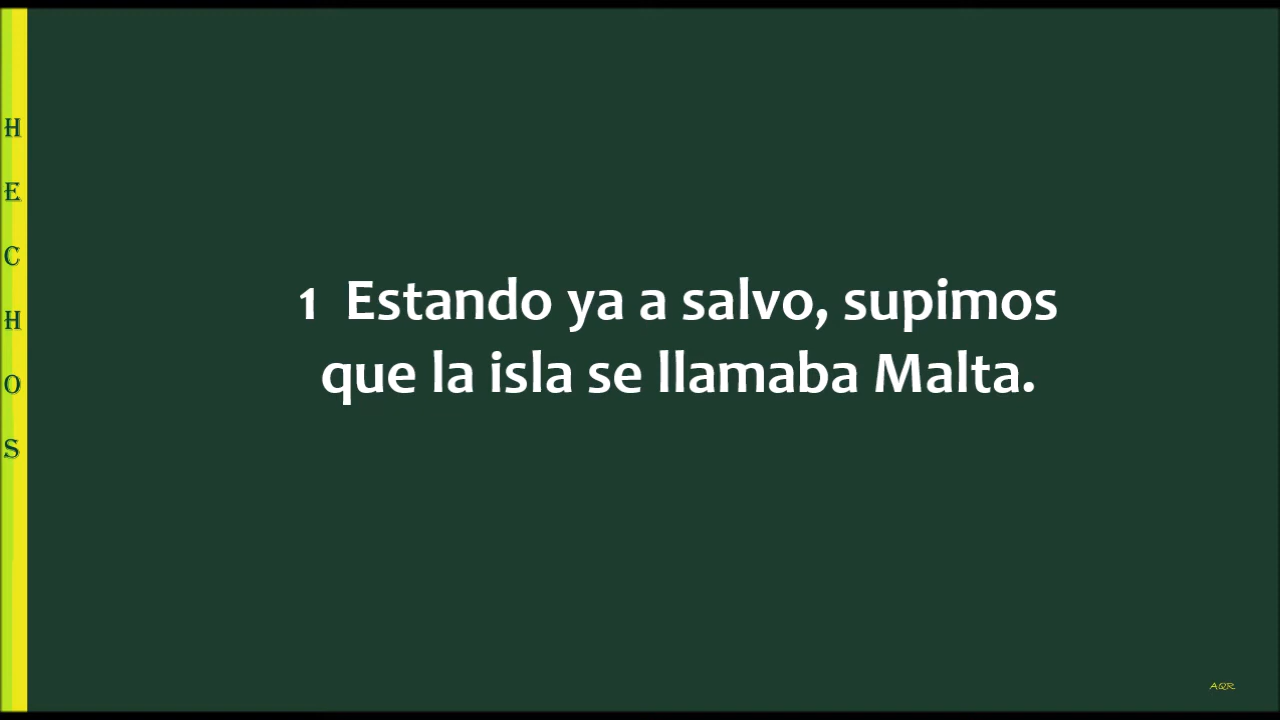 HECHOS
1 Estando ya a salvo, supimos
que la isla se llamaba Malta.
AQR